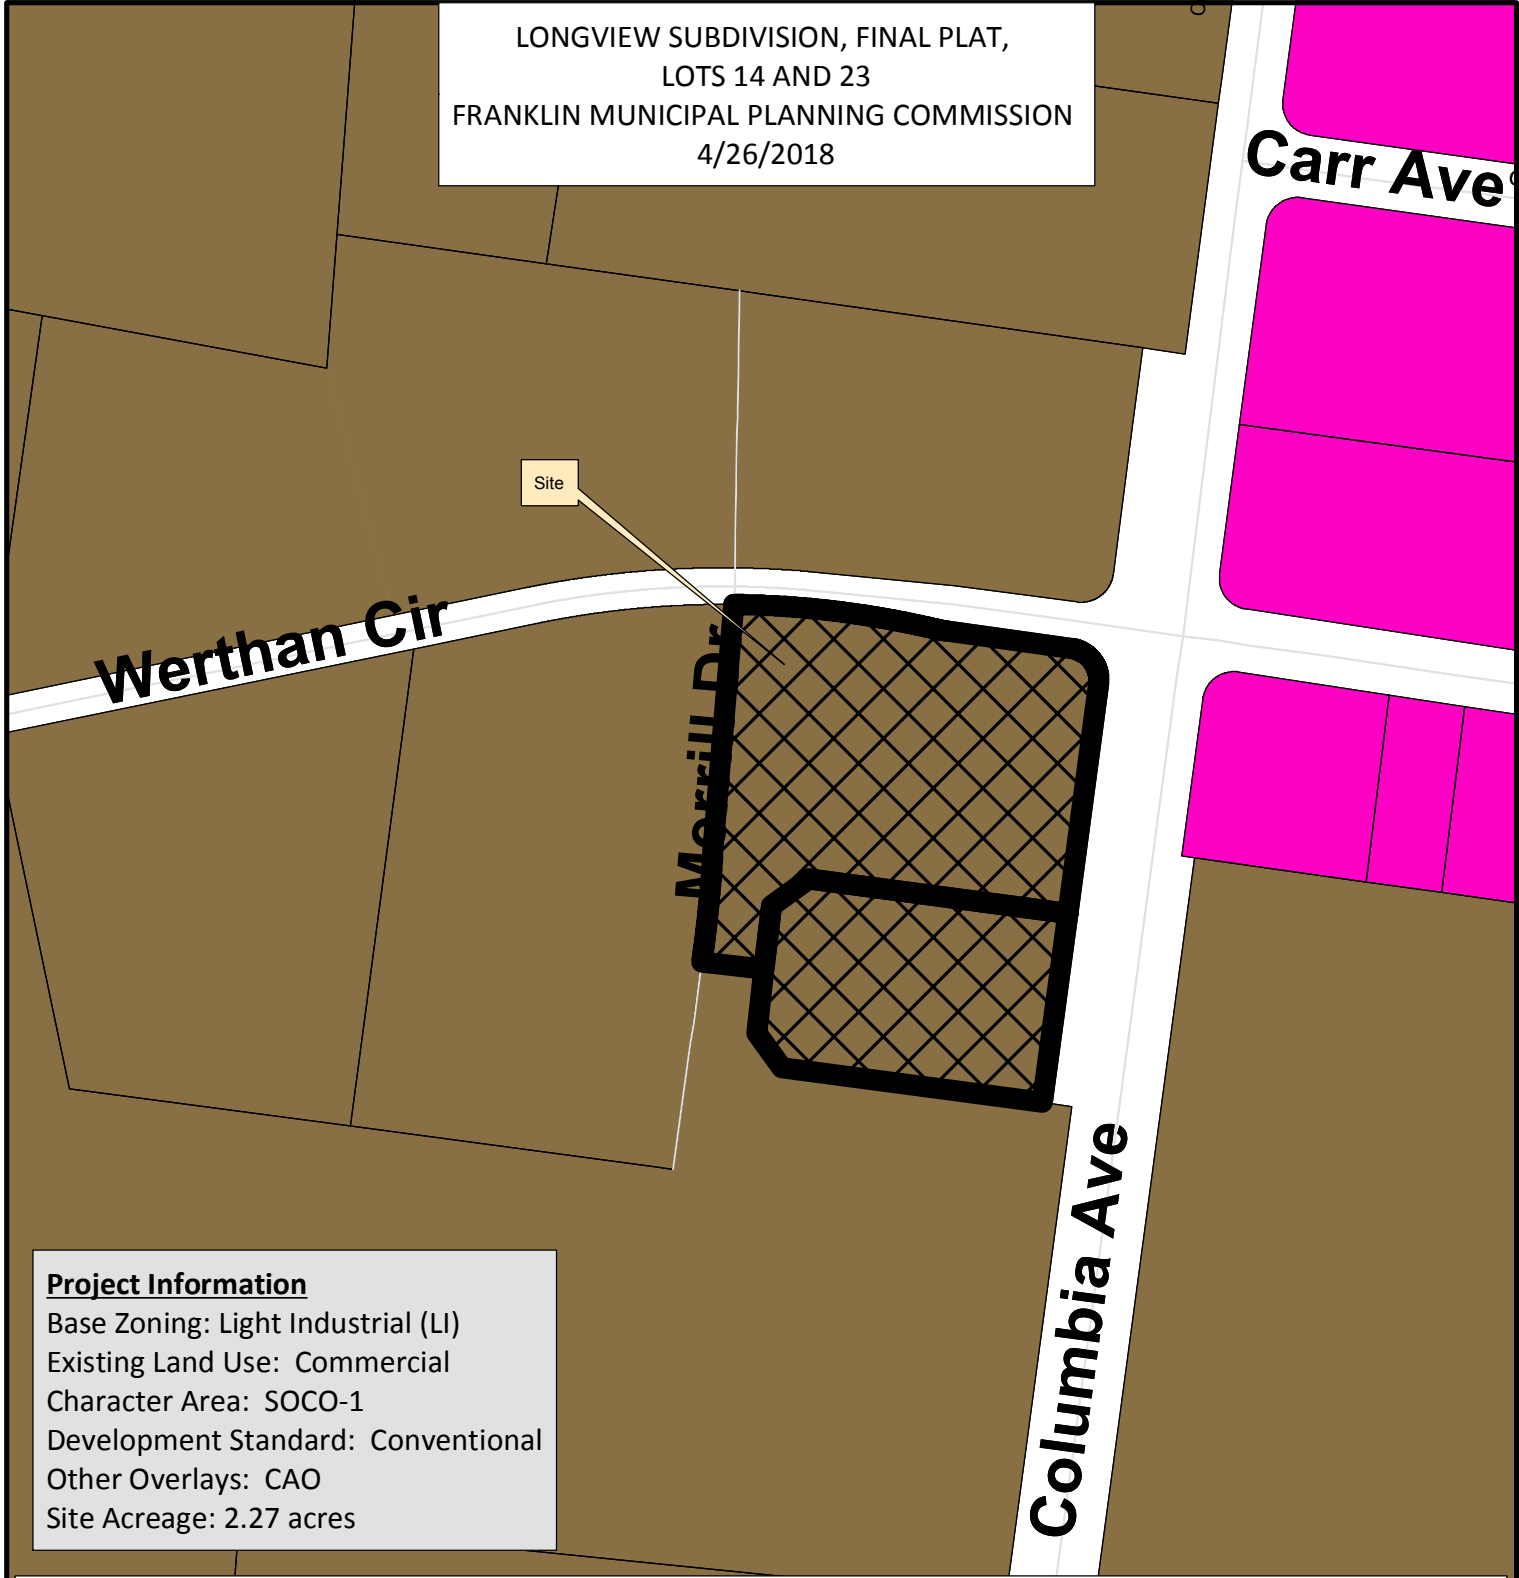 LONGVIEW SUBDIVISION, FINAL PLAT,
LOTS 14 AND 23
FRANKLIN MUNICIPAL PLANNING COMMISSION
4/26/2018
Carr Ave
Site
Werthan Cir
Merrill Dr
Columbia Ave
Project Information
Base Zoning: Light Industrial (LI)
Existing Land Use: Commercial
Character Area: SOCO-1
Development Standard: Conventional
Other Overlays: CAO
Site Acreage: 2.27 acres